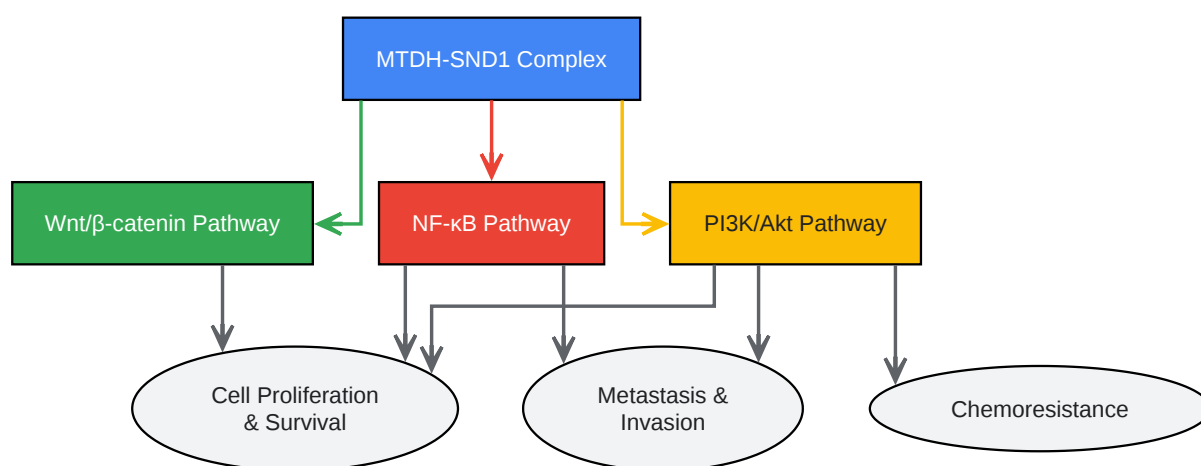 MTDH-SND1 Complex
Wnt/β-catenin Pathway
NF-κB Pathway
PI3K/Akt Pathway
Cell Proliferation
& Survival
Metastasis &
Invasion
Chemoresistance